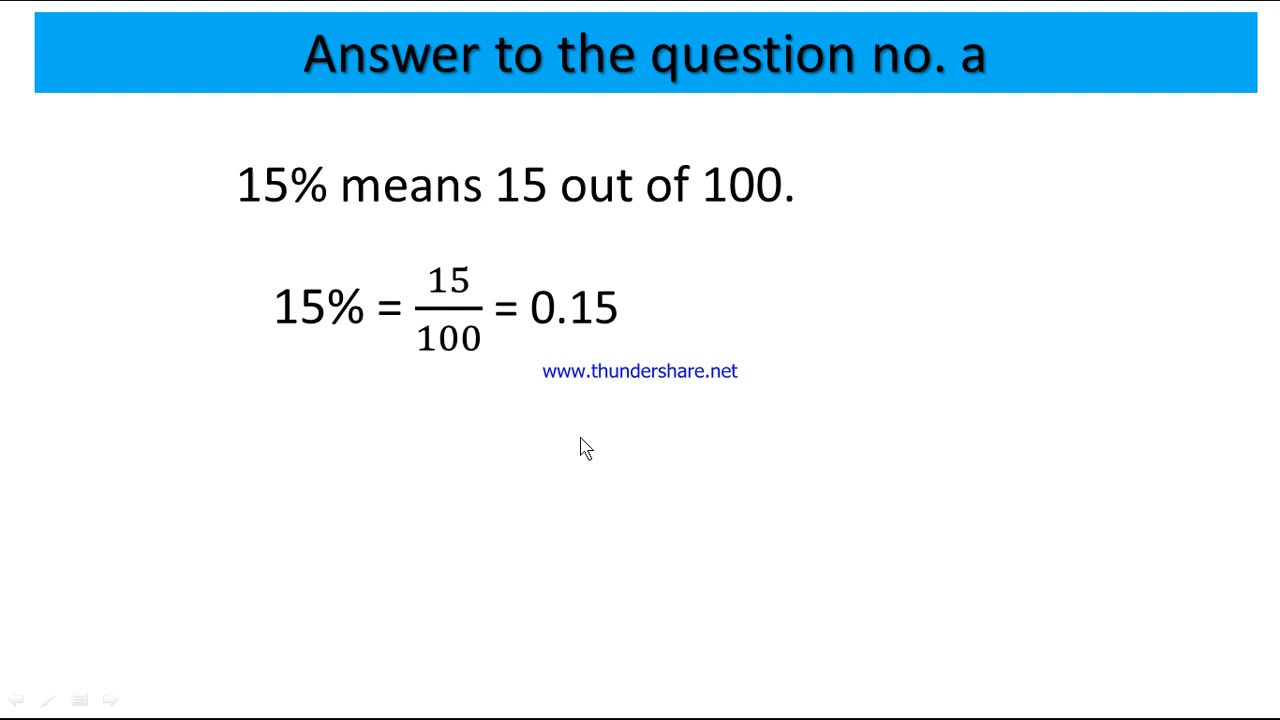 Answer to the question no. a
15% means 15 out of 100.
15% = 15/100 = 0.15
www.thundershare.net